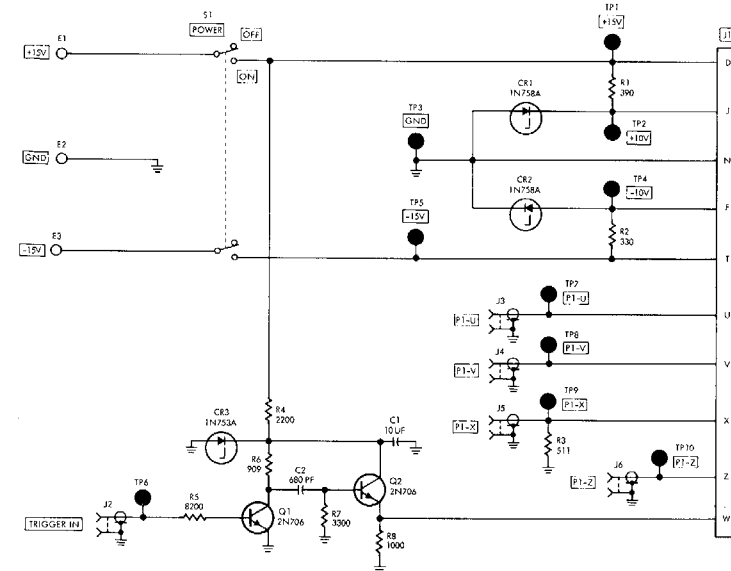 S1
POWER
OFF
ON
E1
+15V
E2
GND
E3
-15V
TP1
+15V
J1
D
R1
390
CR1
1N758A
J
TP2
+10V
TP3
GND
N
CR2
1N758A
TP4
-10V
F
TP5
-15V
R2
330
T
TP7
P1-U
J3
P1-U
U
TP8
P1-V
J4
P1-V
V
TP9
P1-X
J5
P1-X
X
R3
511
TP10
P1-Z
J6
P1-Z
Z
R4
2200
CR3
1N753A
C1
10UF
R6
909
C2
680 PF
Q2
2N706
TP6
R5
8200
J2
TRIGGER IN
Q1
2N706
R7
3300
R8
1000
W